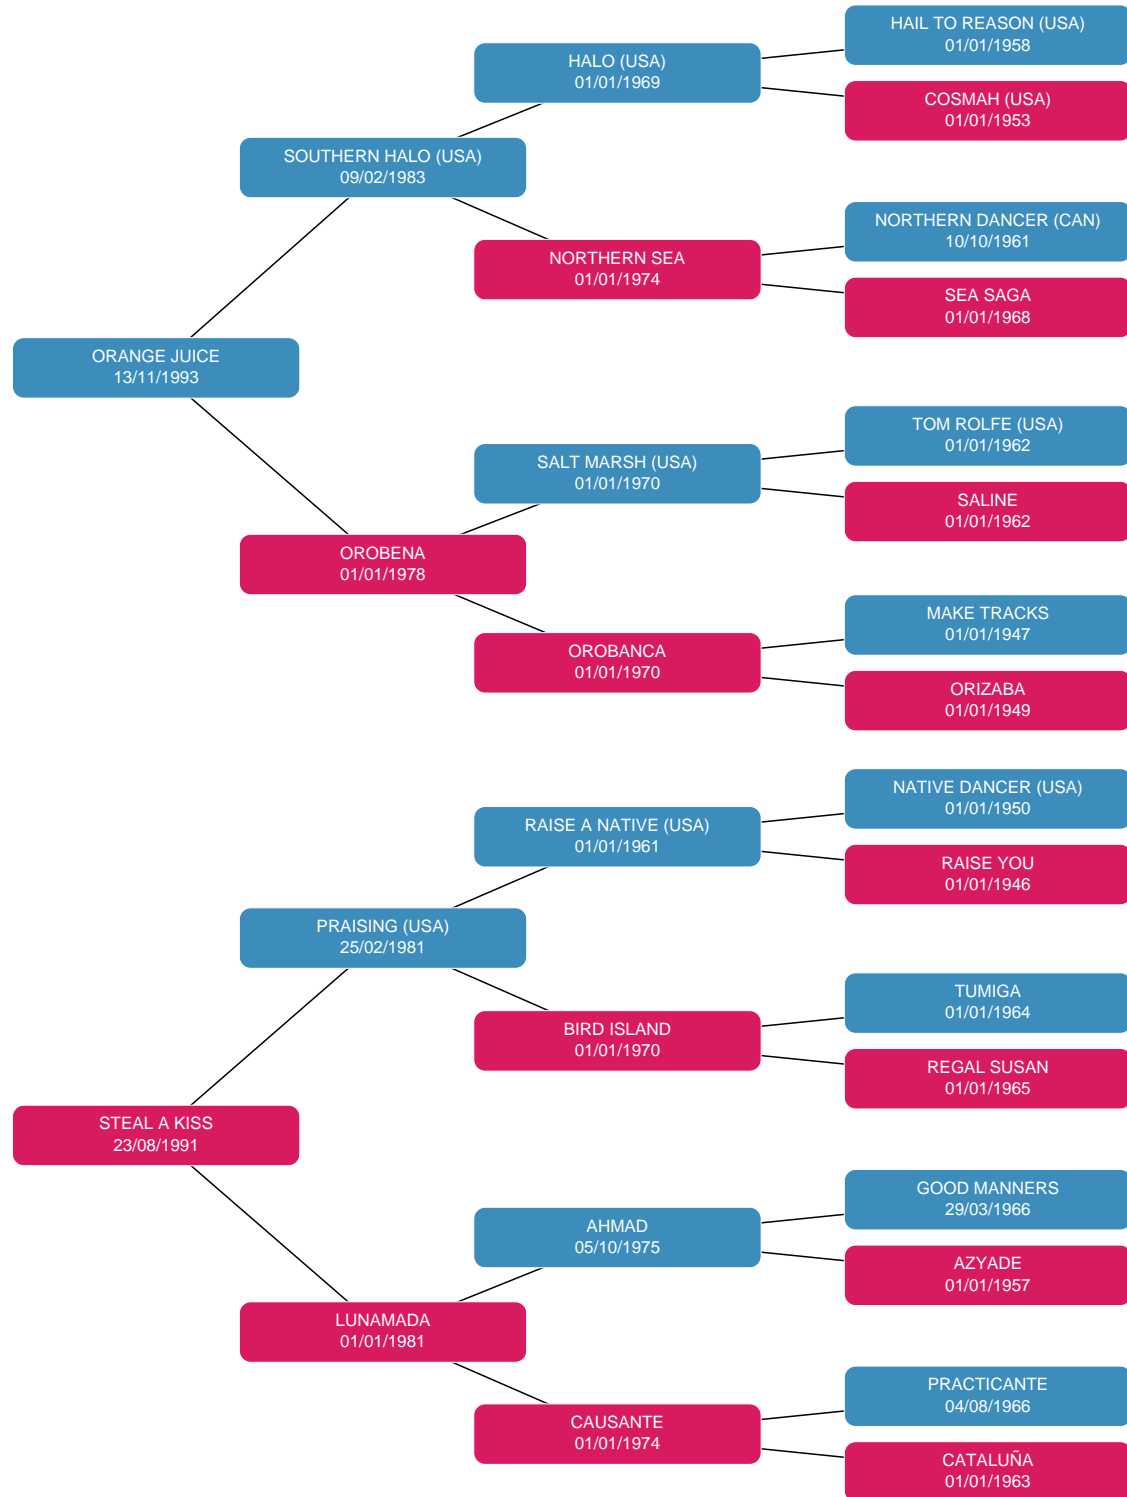 HAIL TO REASON (USA)
01/01/1958
HALO (USA)
01/01/1969
COSMAH (USA)
01/01/1953
SOUTHERN HALO (USA)
09/02/1983
NORTHERN DANCER (CAN)
10/10/1961
NORTHERN SEA
01/01/1974
SEA SAGA
01/01/1968
ORANGE JUICE
13/11/1993
TOM ROLFE (USA)
01/01/1962
SALT MARSH (USA)
01/01/1970
SALINE
01/01/1962
OROBENA
01/01/1978
MAKE TRACKS
01/01/1947
OROBANCA
01/01/1970
ORIZABA
01/01/1949
NATIVE DANCER (USA)
01/01/1950
RAISE A NATIVE (USA)
01/01/1961
RAISE YOU
01/01/1946
PRAISING (USA)
25/02/1981
TUMIGA
01/01/1964
BIRD ISLAND
01/01/1970
REGAL SUSAN
01/01/1965
STEAL A KISS
23/08/1991
GOOD MANNERS
29/03/1966
AHMAD
05/10/1975
AZYADE
01/01/1957
LUNAMADA
01/01/1981
PRACTICANTE
04/08/1966
CAUSANTE
01/01/1974
CATALUÑA
01/01/1963